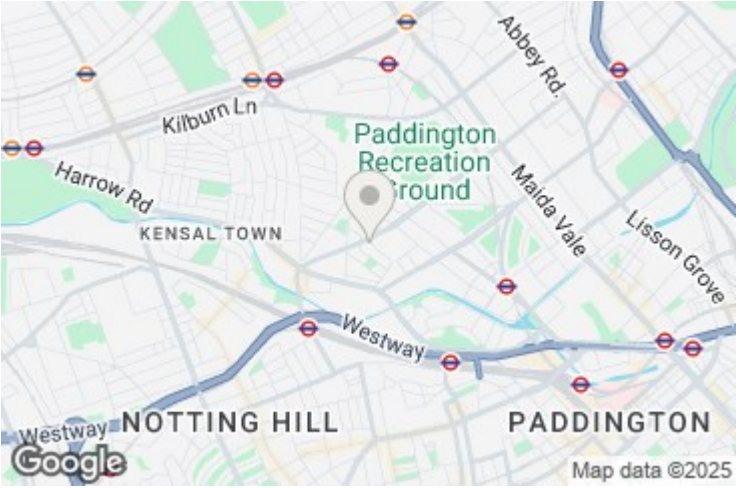 Abbey Rd.
Kilburn Ln
Paddington
Recreation
Ground
Harrow Rd
Maida Vale
KENSAL TOWN
Lisson Grove
Westway
NOTTING HILL
PADDINGTON
Westway
Google
Map data ©2025